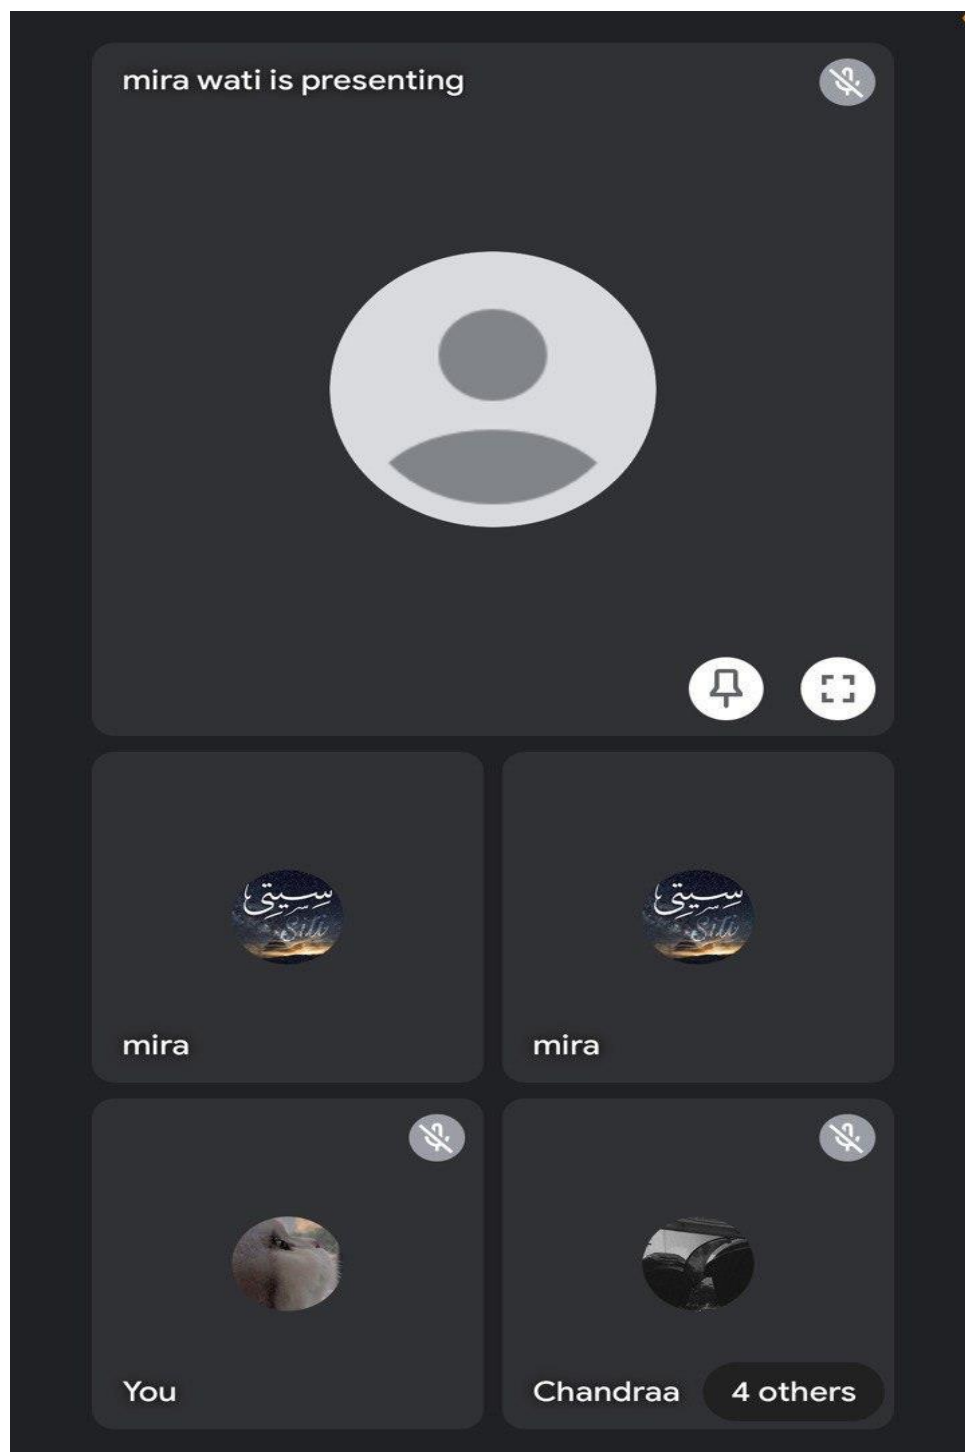 mira wati is presenting
سيتي
Siti
سيتي
Siti
mira
mira
You
Chandraa
4 others